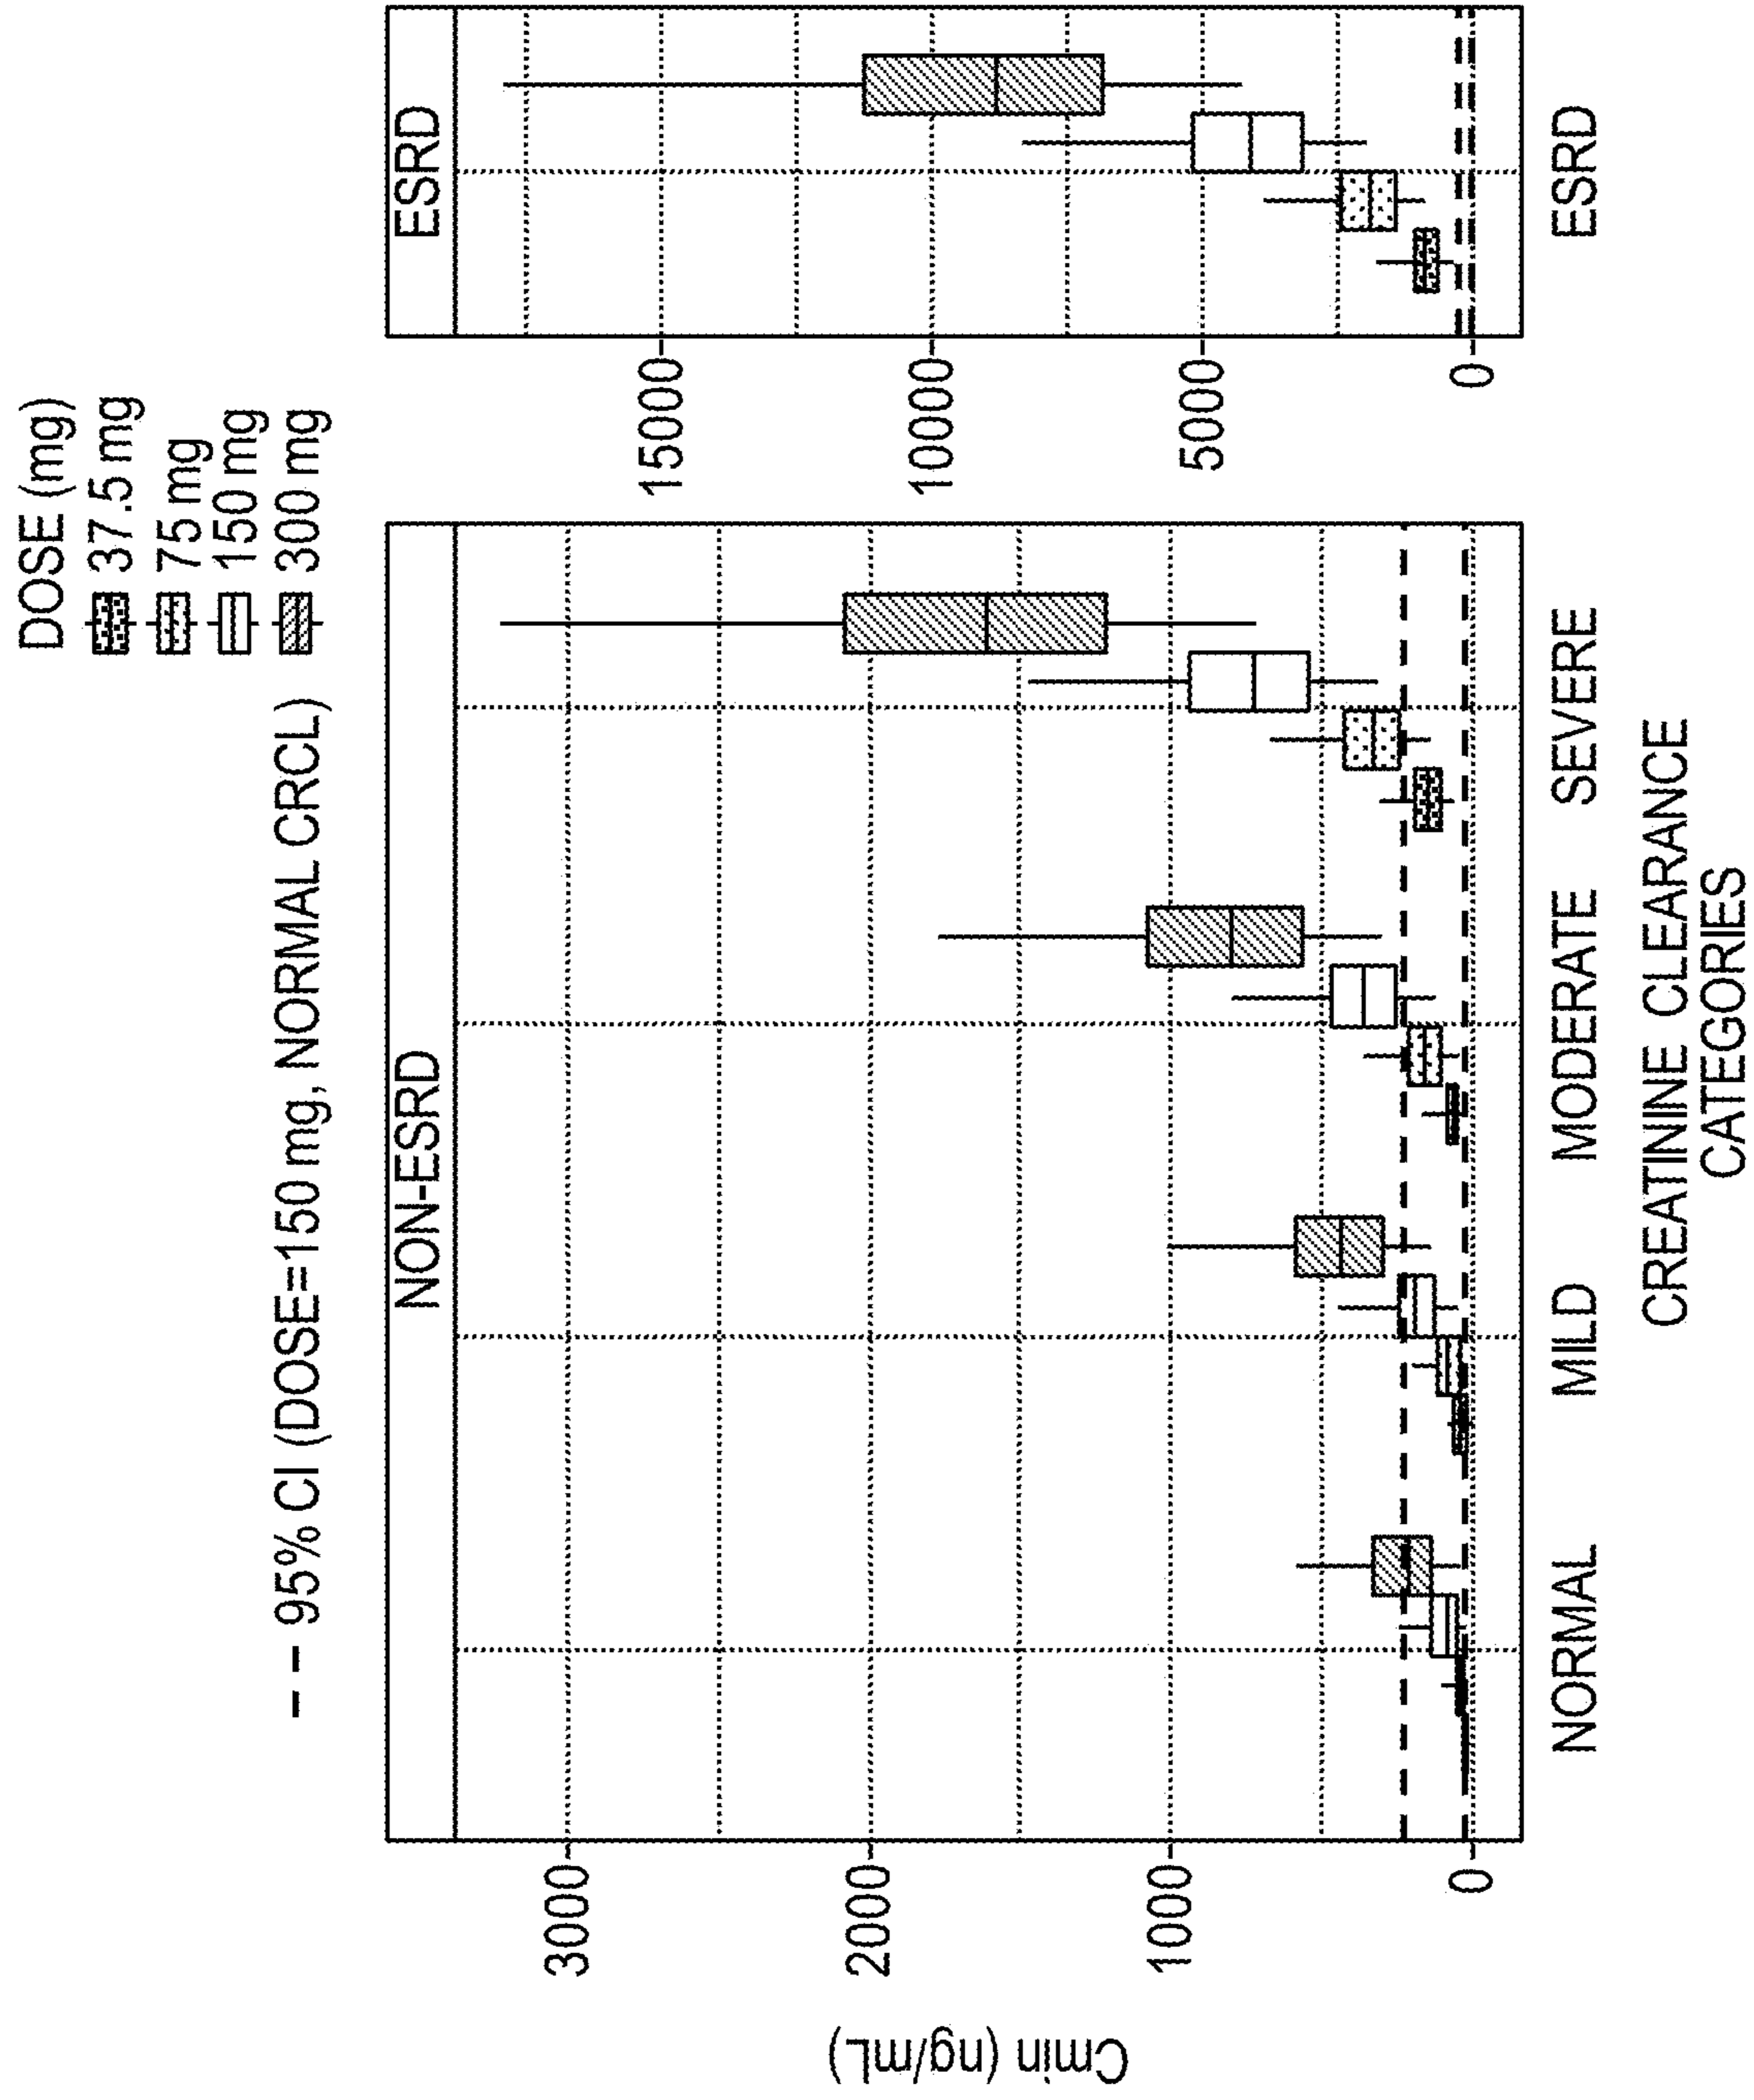 DOSE (mg)
37.5 mg
75 mg
150 mg
300 mg
-- 95% CI (DOSE=150 mg, NORMAL CRCL)
NON-ESRD
ESRD
Cmin (ng/mL)
3000
2000
1000
0
15000
10000
5000
0
NORMAL
MILD
MODERATE
SEVERE
ESRD
CREATININE CLEARANCE
CATEGORIES